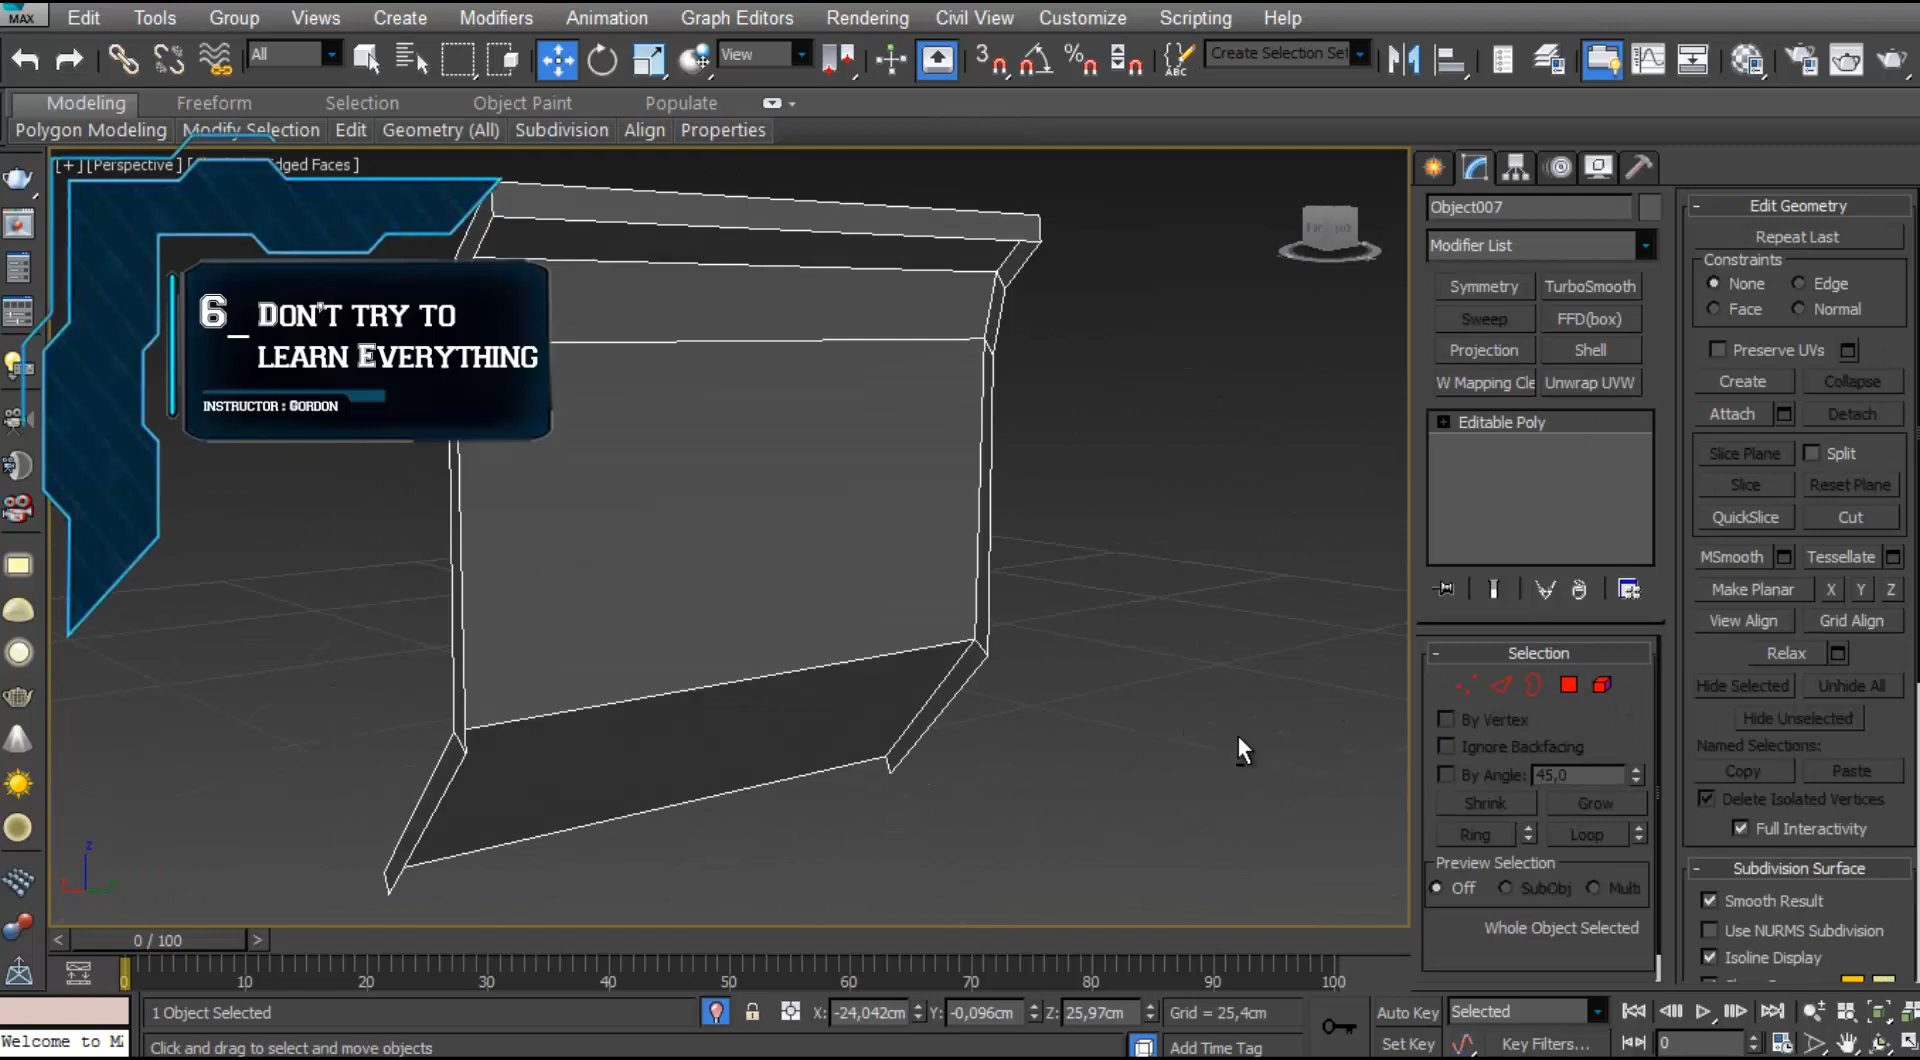 MAX Edit Tools Group Views Create Modifiers Animation Graph Editors Rendering Civil View Customize Scripting Help
All View 3 % ABC Create Selection Set
Modeling Freeform Selection Object Paint Populate
Polygon Modeling Modify Selection Edit Geometry (All) Subdivision Align Properties
[+][Perspective][ dged Faces]
6_ Don't try to
learn Everything
Instructor : Gordon
Object007
Modifier List
Symmetry TurboSmooth
Sweep FFD(box)
Projection Shell
W Mapping Cle Unwrap UVW
Editable Poly
Selection
By Vertex
Ignore Backfacing
By Angle: 45,0
Shrink Grow
Ring Loop
Preview Selection
Off SubObj Multi
Whole Object Selected
Edit Geometry
Repeat Last
Constraints
None Edge
Face Normal
Preserve UVs
Create Collapse
Attach Detach
Slice Plane Split
Slice Reset Plane
QuickSlice Cut
MSmooth Tessellate
Make Planar X Y Z
View Align Grid Align
Relax
Hide Selected Unhide All
Hide Unselected
Named Selections:
Copy Paste
Delete Isolated Vertices
Full Interactivity
Subdivision Surface
Smooth Result
Use NURMS Subdivision
Isoline Display
z
< 0 / 100 >
0 10 20 30 40 50 60 70 80 90 100
1 Object Selected X: -24,042cm Y: -0,096cm Z: 25,97cm Grid = 25,4cm Auto Key Selected
Welcome to M Click and drag to select and move objects Add Time Tag Set Key Key Filters... 0